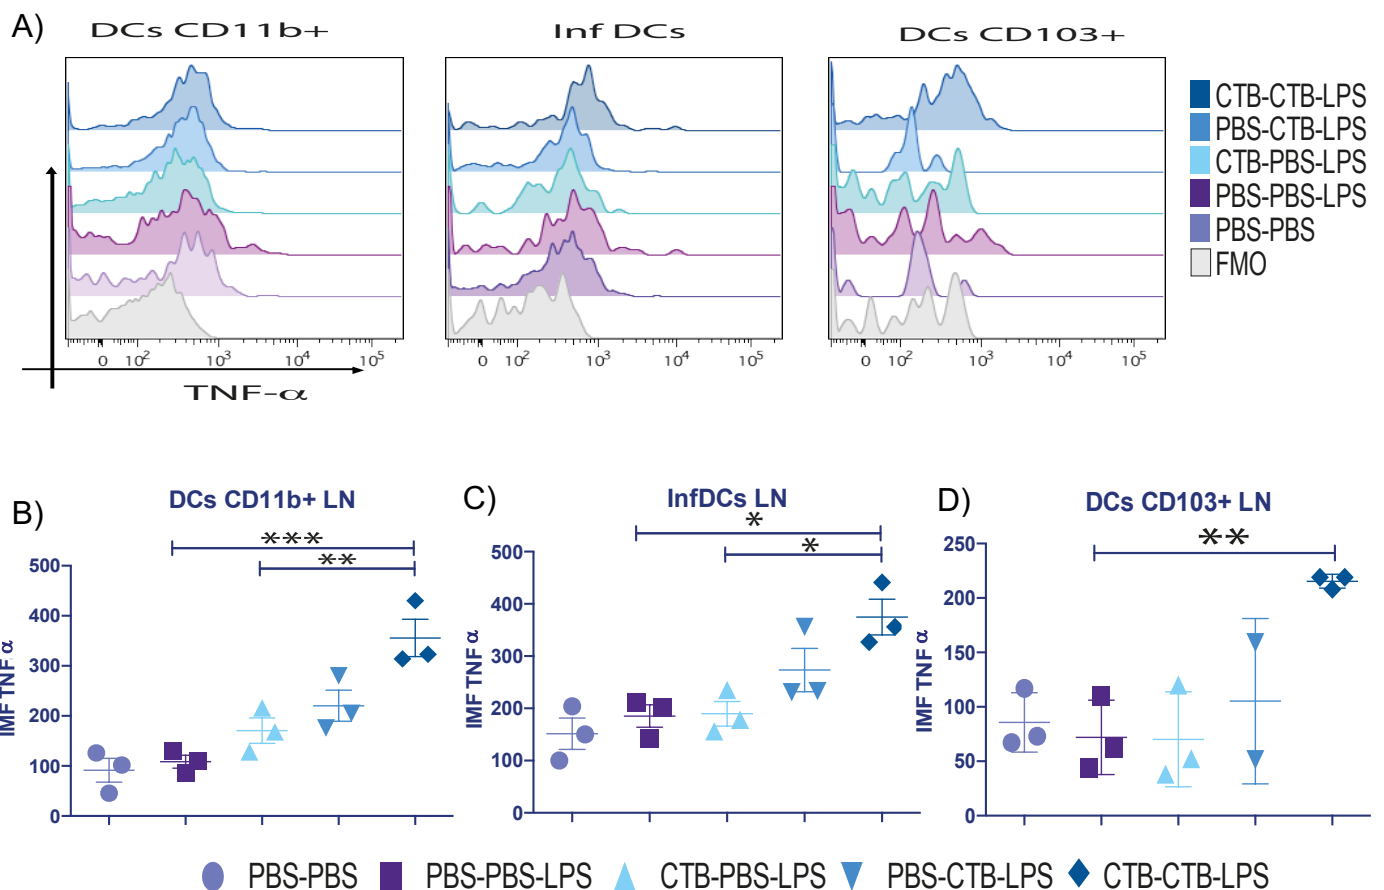 A)
DCs CD11b+
Inf DCs
DCs CD103+
CTB-CTB-LPS
PBS-CTB-LPS
CTB-PBS-LPS
PBS-PBS-LPS
PBS-PBS
FMO
0 10² 10³ 10⁴ 10⁵
0 10² 10³ 10⁴ 10⁵
0 10² 10³ 10⁴ 10⁵
TNF-α
B)
DCs CD11b+ LN
***
**
IMF TNF α
500
400
300
200
100
0
C)
InfDCs LN
*
*
IMF TNF α
500
400
300
200
100
0
D)
DCs CD103+ LN
**
IMF TNF α
250
200
150
100
50
0
PBS-PBS PBS-PBS-LPS CTB-PBS-LPS PBS-CTB-LPS CTB-CTB-LPS